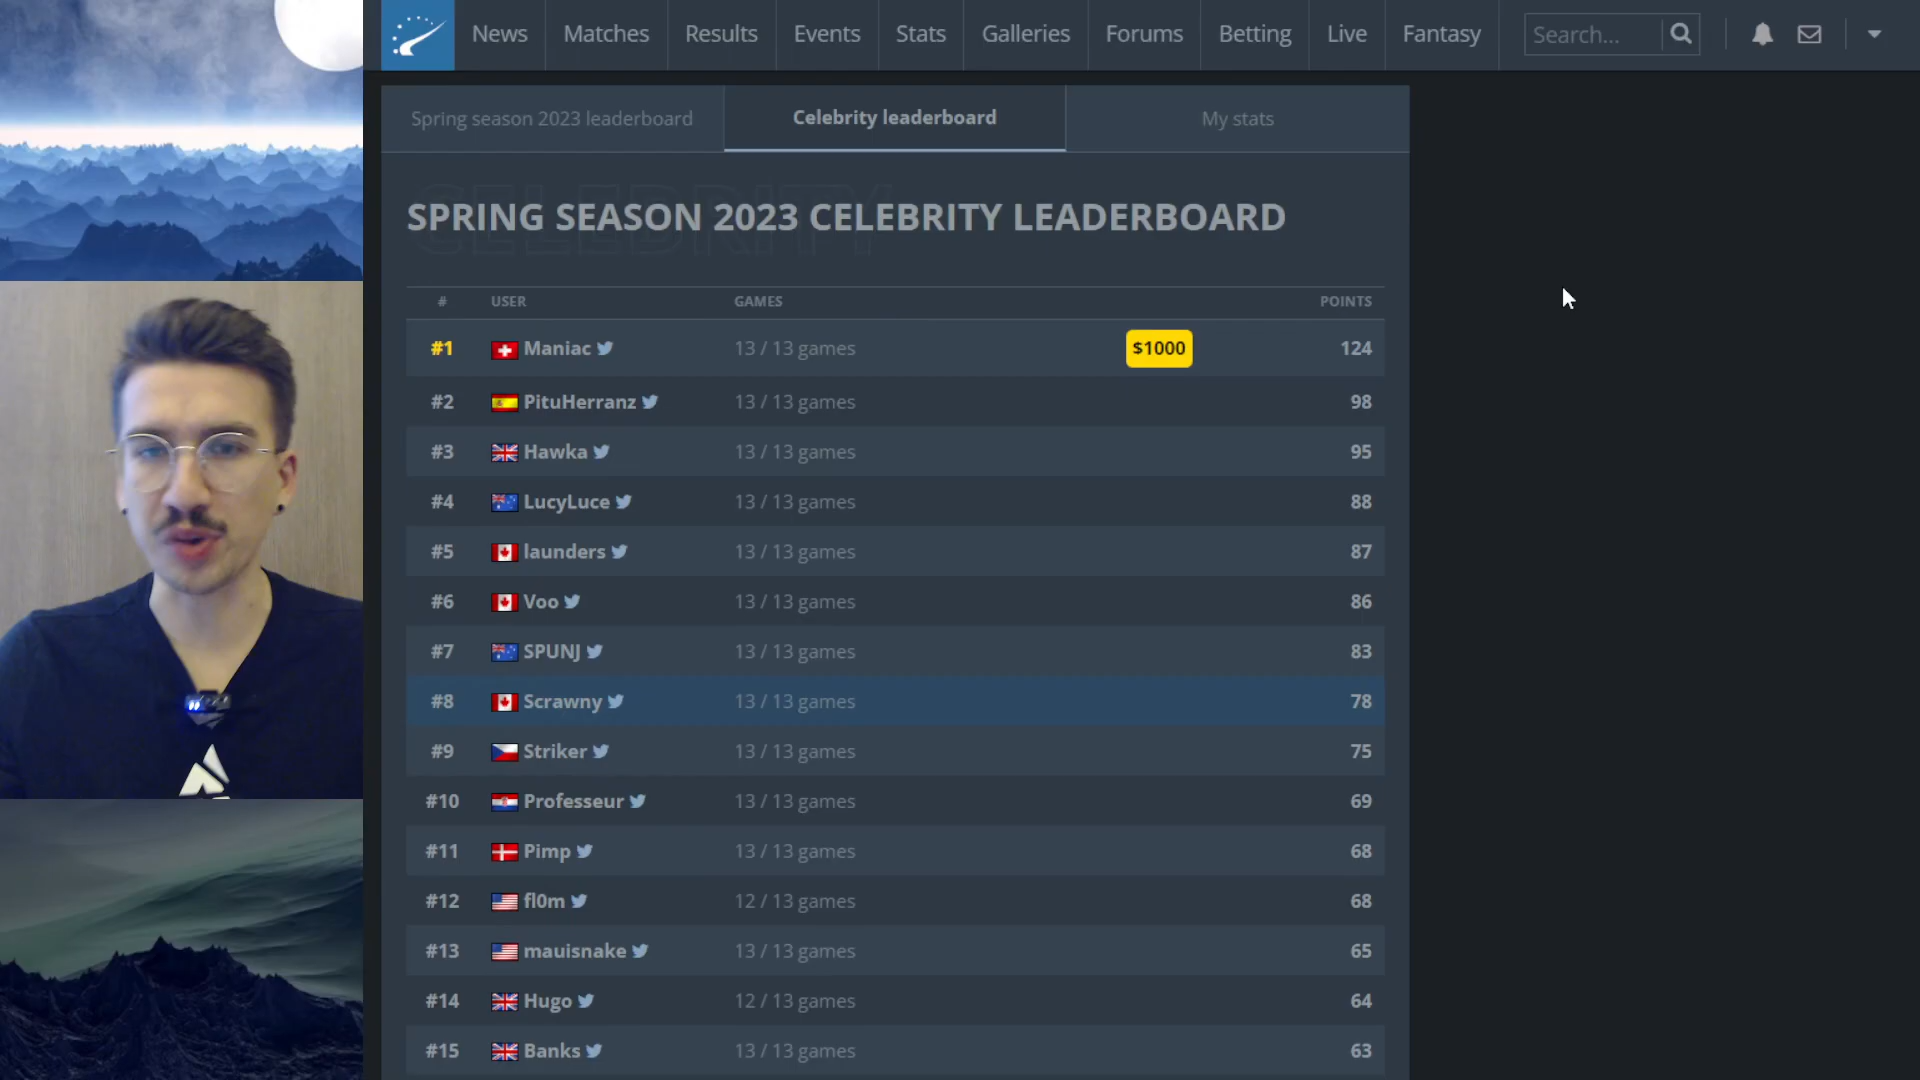 News Matches Results Events Stats Galleries Forums Betting Live Fantasy Search...
Spring season 2023 leaderboard Celebrity leaderboard My stats
CELEBRITY
SPRING SEASON 2023 CELEBRITY LEADERBOARD
# USER GAMES POINTS
#1 Maniac 13 / 13 games $1000 124
#2 PituHerranz 13 / 13 games 98
#3 Hawka 13 / 13 games 95
#4 LucyLuce 13 / 13 games 88
#5 launders 13 / 13 games 87
#6 Voo 13 / 13 games 86
#7 SPUNJ 13 / 13 games 83
#8 Scrawny 13 / 13 games 78
#9 Striker 13 / 13 games 75
#10 Professeur 13 / 13 games 69
#11 Pimp 13 / 13 games 68
#12 fl0m 12 / 13 games 68
#13 mauisnake 13 / 13 games 65
#14 Hugo 12 / 13 games 64
#15 Banks 13 / 13 games 63